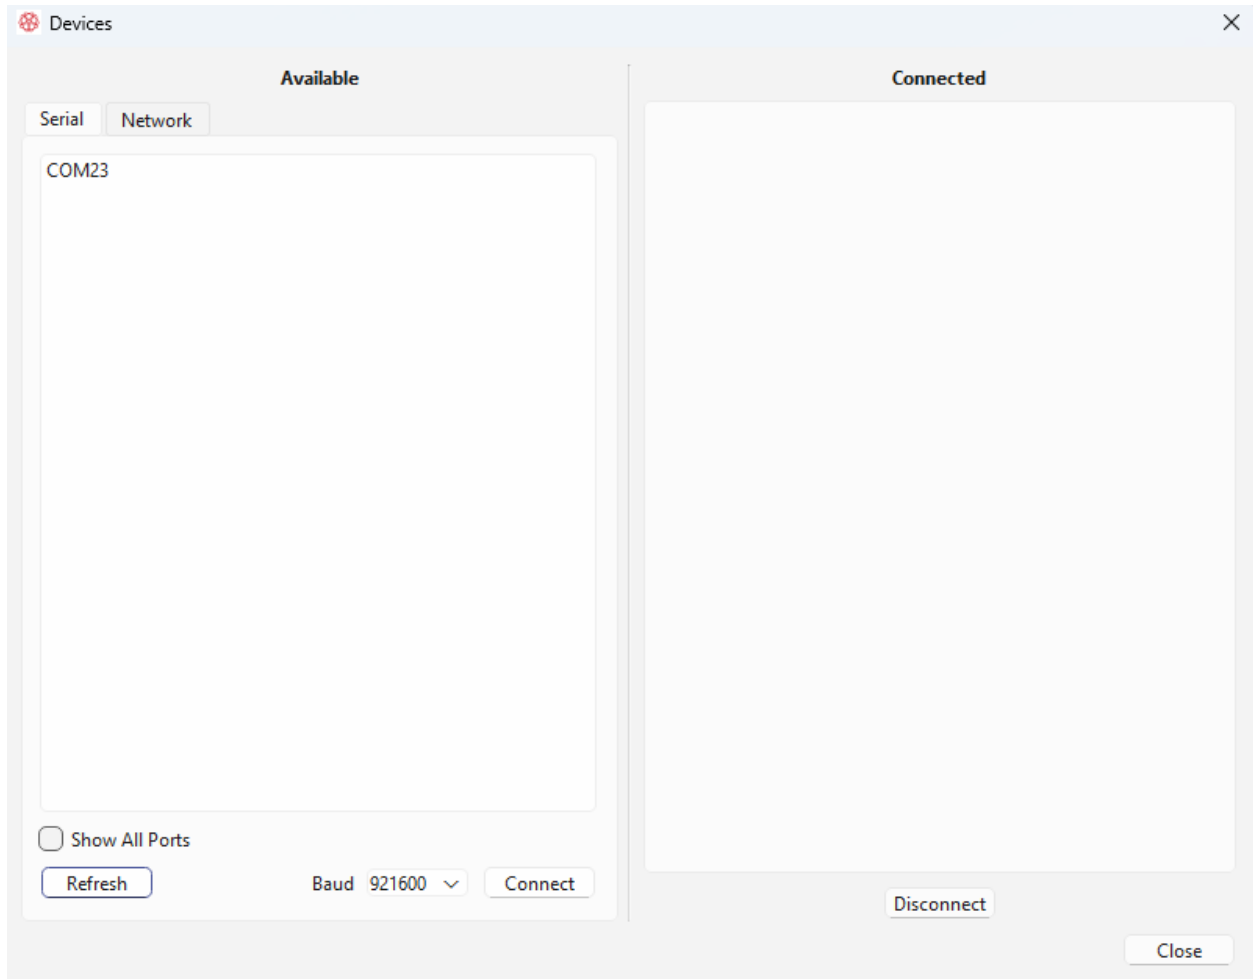 Devices
Available
Connected
Serial Network
COM23
Show All Ports
Refresh Baud 921600 Connect
Disconnect
Close